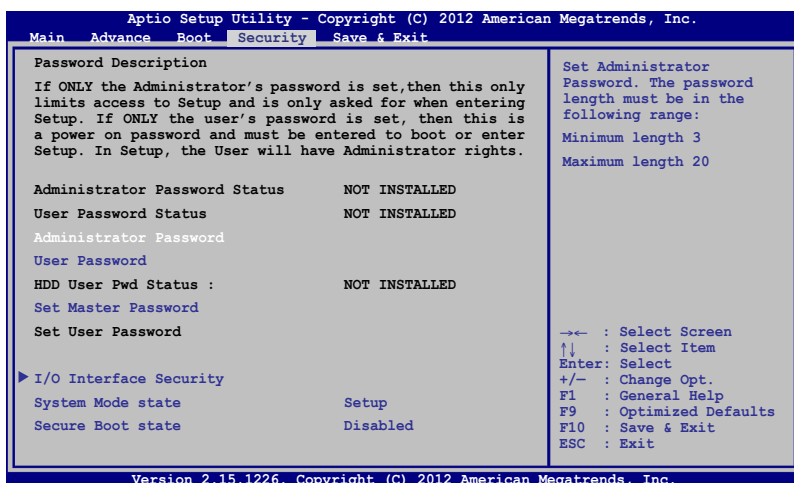 Aptio Setup Utility - Copyright (C) 2012 American Megatrends, Inc.
Main Advance Boot Security Save & Exit
Password Description
If ONLY the Administrator's password is set,then this only
limits access to Setup and is only asked for when entering
Setup. If ONLY the user's password is set, then this is
a power on password and must be entered to boot or enter
Setup. In Setup, the User will have Administrator rights.
Administrator Password Status NOT INSTALLED
User Password Status NOT INSTALLED
Administrator Password
User Password
HDD User Pwd Status : NOT INSTALLED
Set Master Password
Set User Password
I/O Interface Security
System Mode state Setup
Secure Boot state Disabled
Set Administrator
Password. The password
length must be in the
following range:
Minimum length 3
Maximum length 20
→← : Select Screen
↑↓ : Select Item
Enter: Select
+/— : Change Opt.
F1 : General Help
F9 : Optimized Defaults
F10 : Save & Exit
ESC : Exit
Version 2.15.1226. Copyright (C) 2012 American Megatrends, Inc.